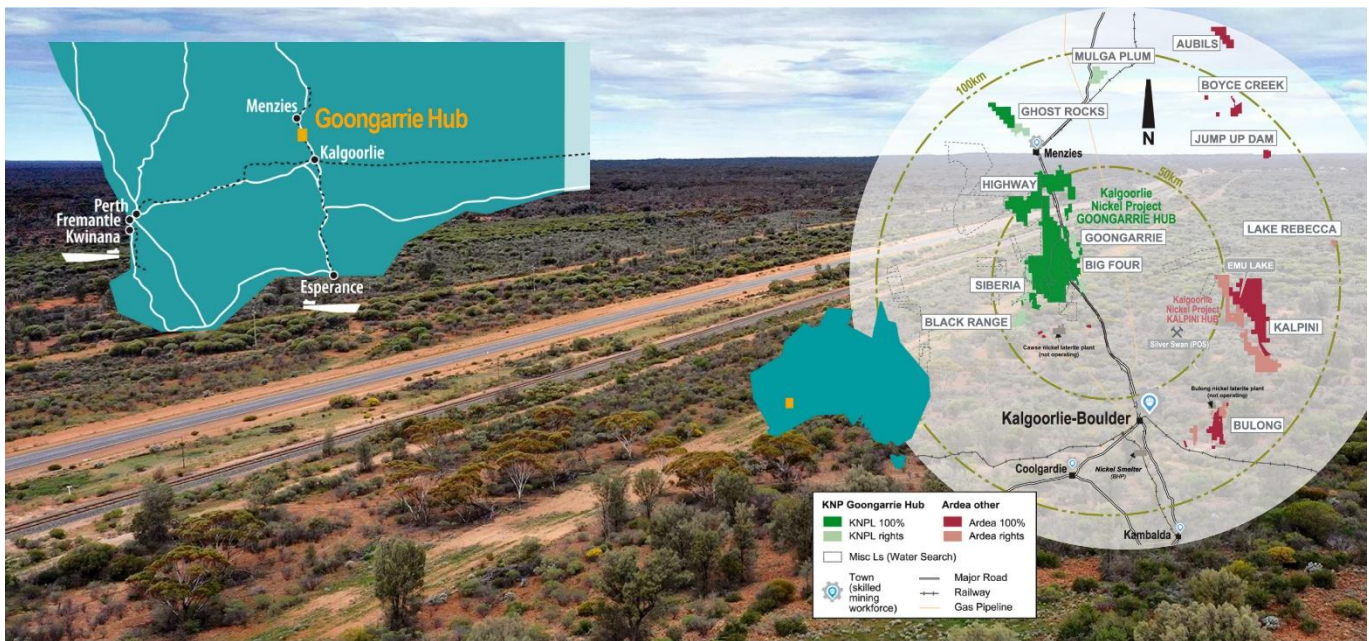 Menzies
Goongarrie Hub
Kalgoorlie
Perth
Fremantle
Kwinana
Esperance
AUBILS
MULGA PLUM
100km
BOYCE CREEK
GHOST ROCKS
N
JUMP UP DAM
Menzies
50km
HIGHWAY
Kalgoorlie
Nickel Project
GOONGARRIE HUB
LAKE REBECCA
GOONGARRIE
BIG FOUR
EMU LAKE
SIBERIA
Kalgoorlie
Nickel Project
KALPINI HUB
KALPINI
BLACK RANGE
Silver Swan (POS)
Cawse nickel laterite plant
(not operating)
Bulong nickel laterite plant
(not operating)
Kalgoorlie-Boulder
BULONG
Nickel Smelter
(BHP)
Coolgardie
Kambalda
KNP Goongarrie Hub
KNPL 100%
KNPL rights
Ardea other
Ardea 100%
Ardea rights
Misc Ls (Water Search)
Town
(skilled
mining
workforce)
Major Road
Railway
Gas Pipeline